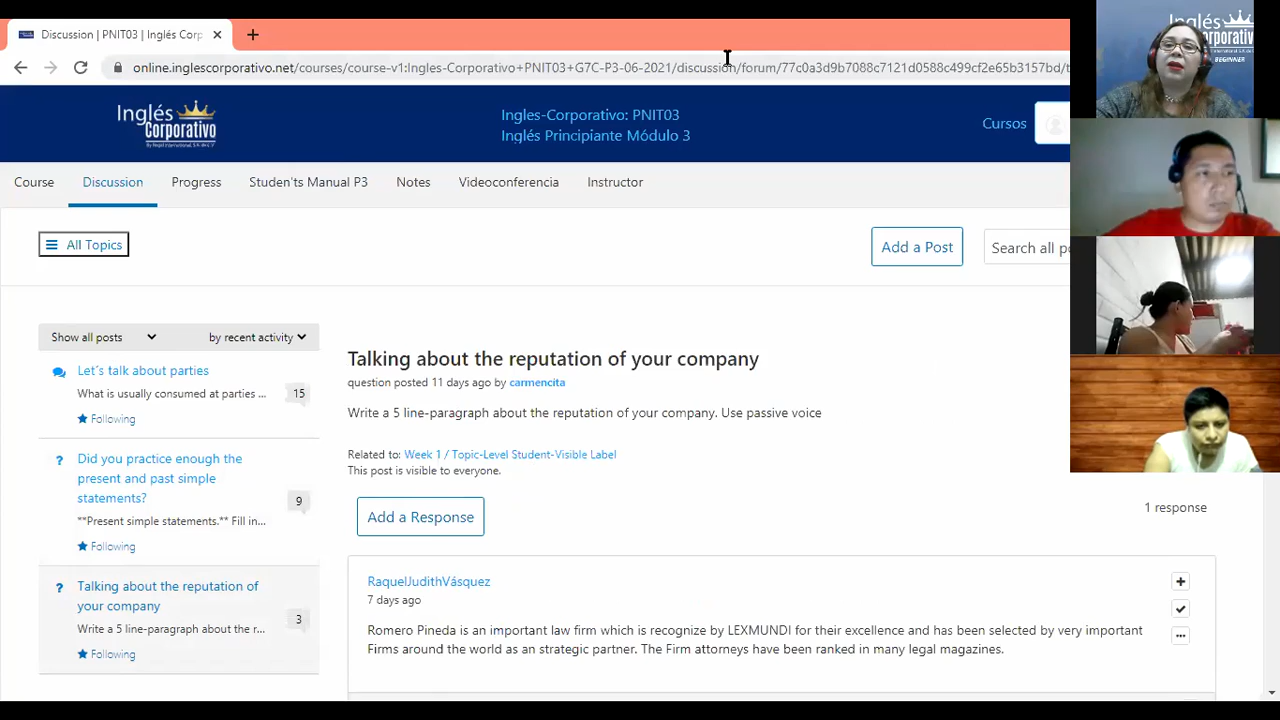 Discussion | PNIT03 | Inglés Corp
online.inglescorporativo.net/courses/course-v1:Ingles-Corporativo+PNIT03+G7C-P3-06-2021/discussion/forum/
Inglés
Corporativo
Ingles-Corporativo: PNIT03
Inglés Principiante Módulo 3
Cursos
Course
Discussion
Progress
Studen'ts Manual P3
Notes
Videoconferencia
Instructor
All Topics
Add a Post
Search all po
Show all posts
by recent activity
Let´s talk about parties
What is usually consumed at parties ...
15
Following
Did you practice enough the
present and past simple
statements?
9
**Present simple statements.** Fill in...
Following
Talking about the reputation of
your company
3
Write a 5 line-paragraph about the r...
Following
Talking about the reputation of your company
question posted 11 days ago by carmencita
Write a 5 line-paragraph about the reputation of your company. Use passive voice
Related to: Week 1 / Topic-Level Student-Visible Label
This post is visible to everyone.
Add a Response
1 response
RaquelJudithVásquez
7 days ago
Romero Pineda is an important law firm which is recognize by LEXMUNDI for their excellence and has been selected by very important
Firms around the world as an strategic partner. The Firm attorneys have been ranked in many legal magazines.
Inglés
Corporativo
BEGINNER